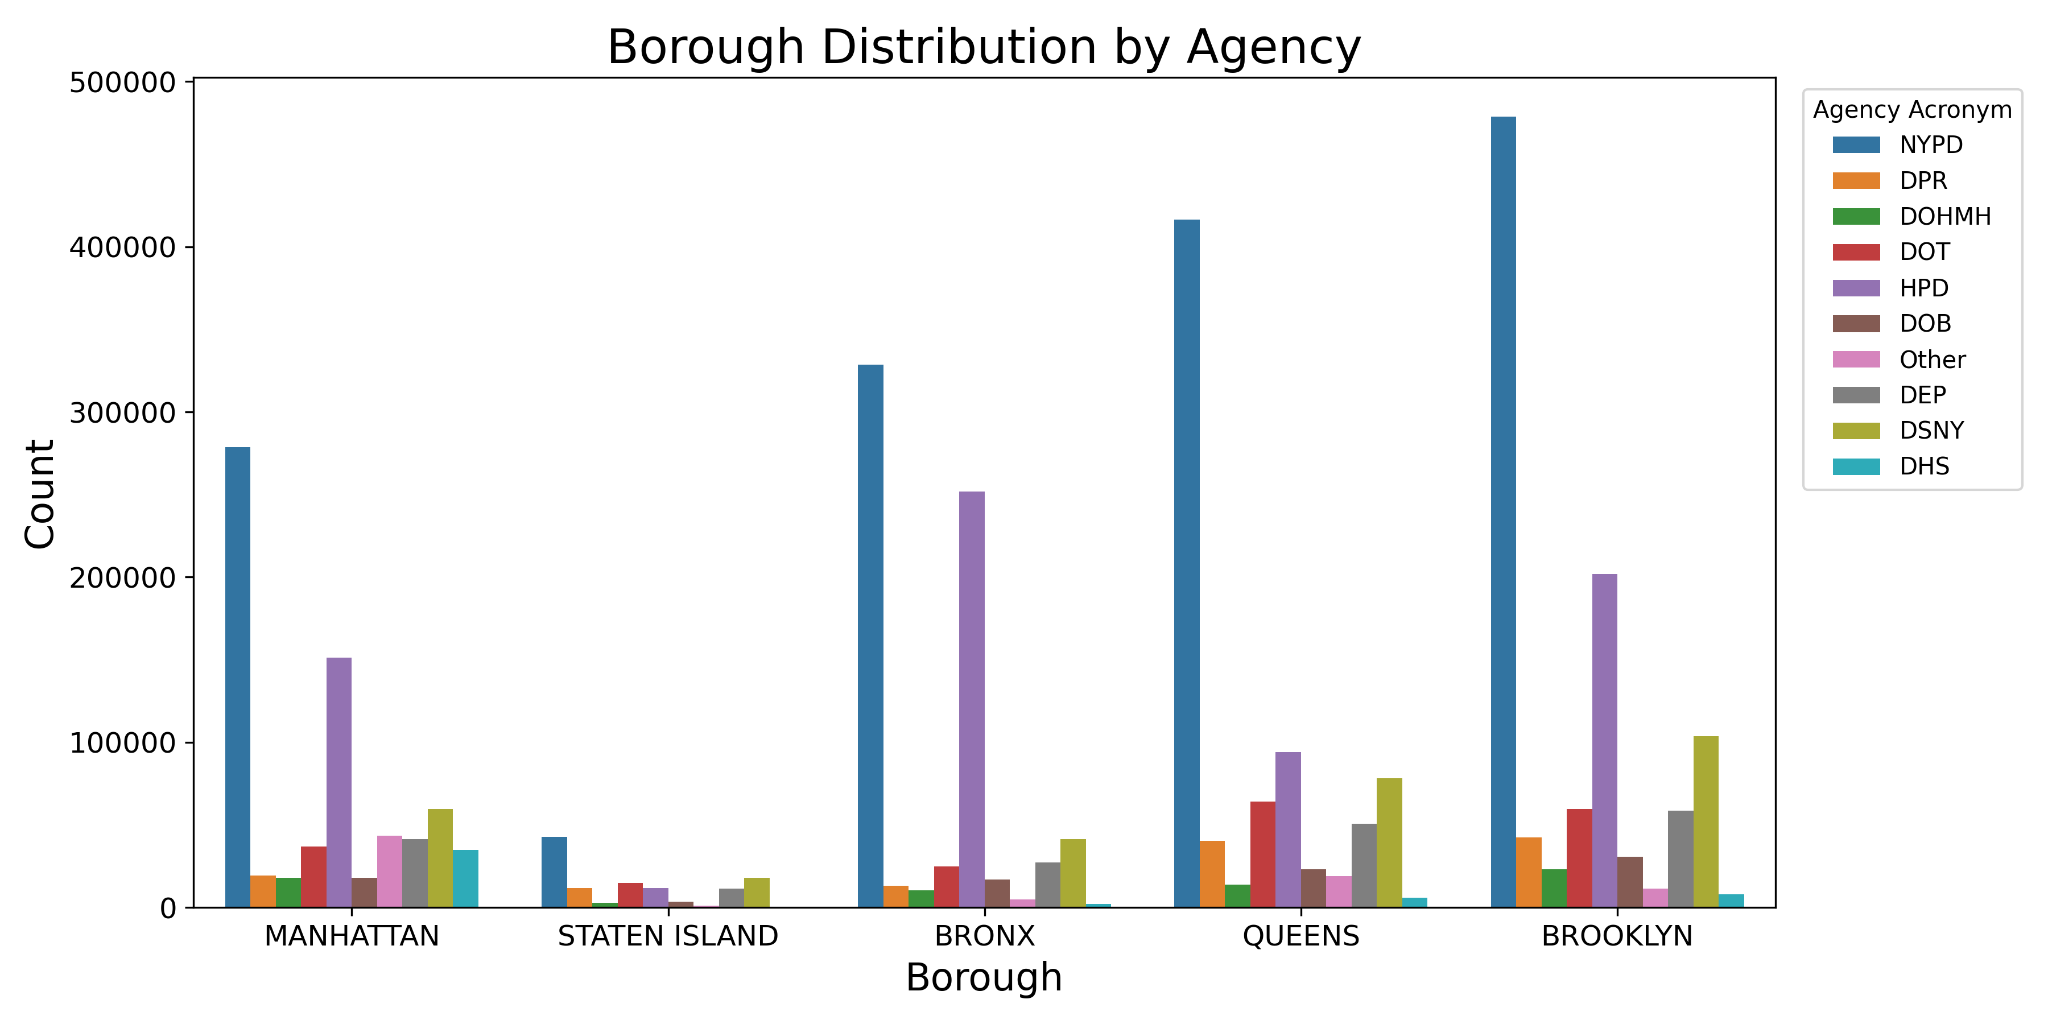 Borough Distribution by Agency
500000
400000
300000
200000
100000
0
Count
MANHATTAN
STATEN ISLAND
BRONX
QUEENS
BROOKLYN
Borough
Agency Acronym
NYPD
DPR
DOHMH
DOT
HPD
DOB
Other
DEP
DSNY
DHS